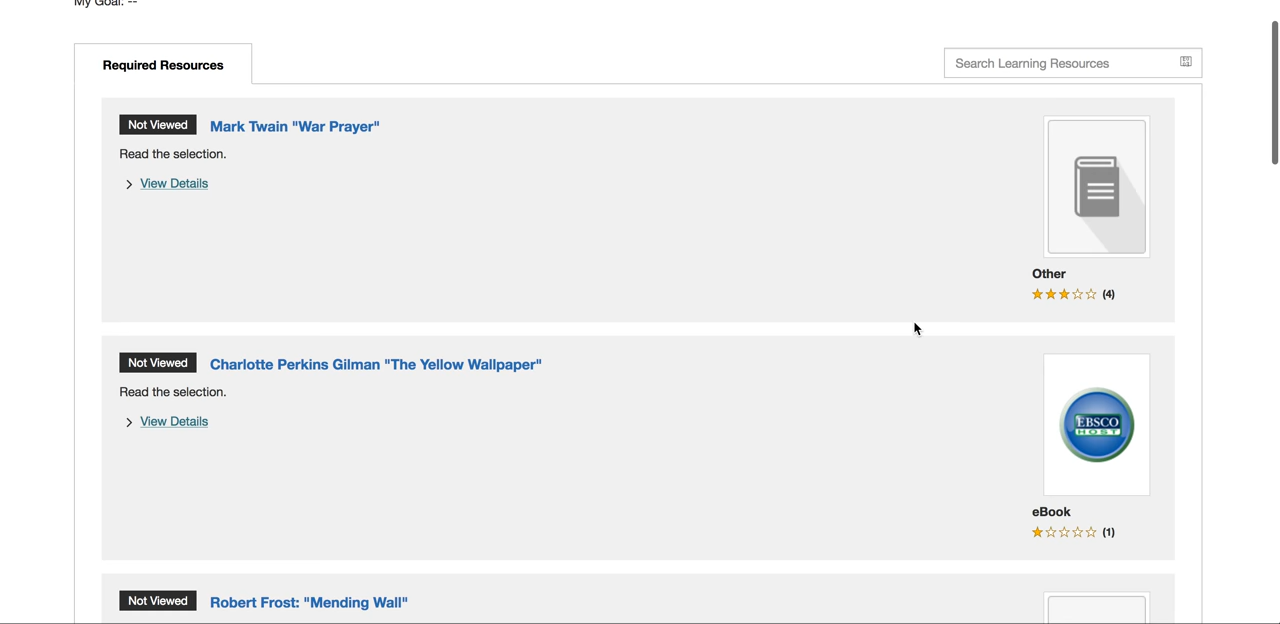 My Goal: --
Required Resources
Search Learning Resources
Not Viewed Mark Twain "War Prayer"
Read the selection.
View Details
Other
(4)
Not Viewed Charlotte Perkins Gilman "The Yellow Wallpaper"
Read the selection.
View Details
EBSCO
HOST
eBook
(1)
Not Viewed Robert Frost: "Mending Wall"